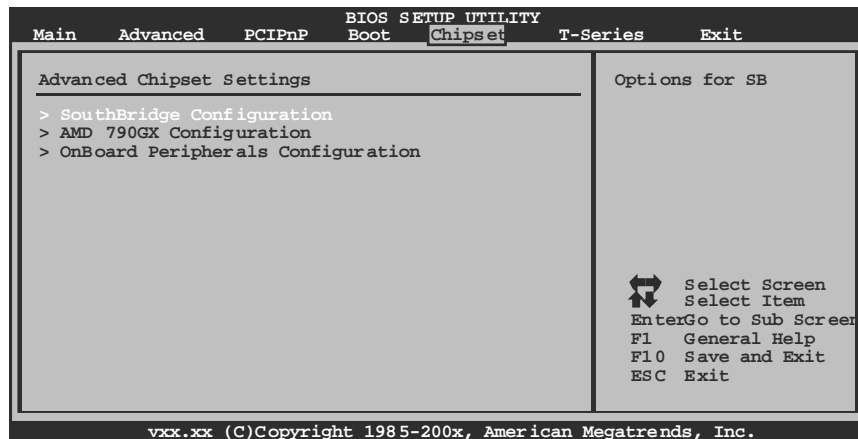 BIOS SETUP UTILITY
Main Advanced PCIPnP Boot Chipset T-Series Exit
Advanced Chipset Settings
> SouthBridge Configuration
> AMD 790GX Configuration
> OnBoard Peripherals Configuration
Options for SB
Select Screen
Select Item
EnterGo to Sub Screen
F1 General Help
F10 Save and Exit
ESC Exit
vxx.xx (C)Copyright 1985-200x, American Megatrends, Inc.